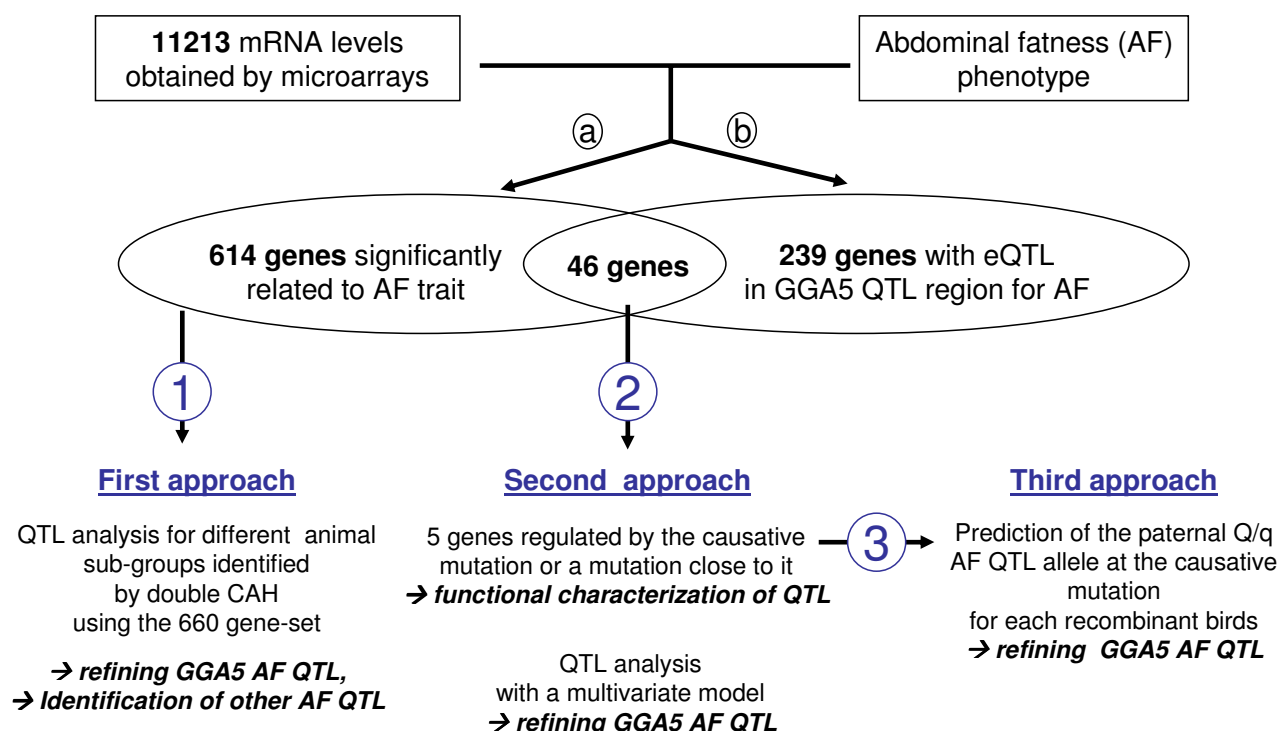 11213 mRNA levels
obtained by microarrays
Abdominal fatness (AF)
phenotype
a
b
614 genes significantly
related to AF trait
46 genes
239 genes with eQTL
in GGA5 QTL region for AF
1
2
First approach
QTL analysis for different animal
sub-groups identified
by double CAH
using the 660 gene-set
→ refining GGA5 AF QTL,
→ Identification of other AF QTL
Second approach
5 genes regulated by the causative
mutation or a mutation close to it
→ functional characterization of QTL
QTL analysis
with a multivariate model
→ refining GGA5 AF QTL
3
Third approach
Prediction of the paternal Q/q
AF QTL allele at the causative
mutation
for each recombinant birds
→ refining GGA5 AF QTL